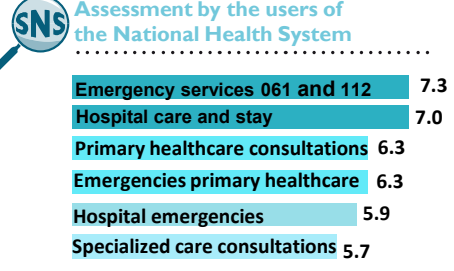 SNS
Assessment by the users of
the National Health System
Emergency services 061 and 112 7.3
Hospital care and stay 7.0
Primary healthcare consultations 6.3
Emergencies primary healthcare 6.3
Hospital emergencies 5.9
Specialized care consultations 5.7